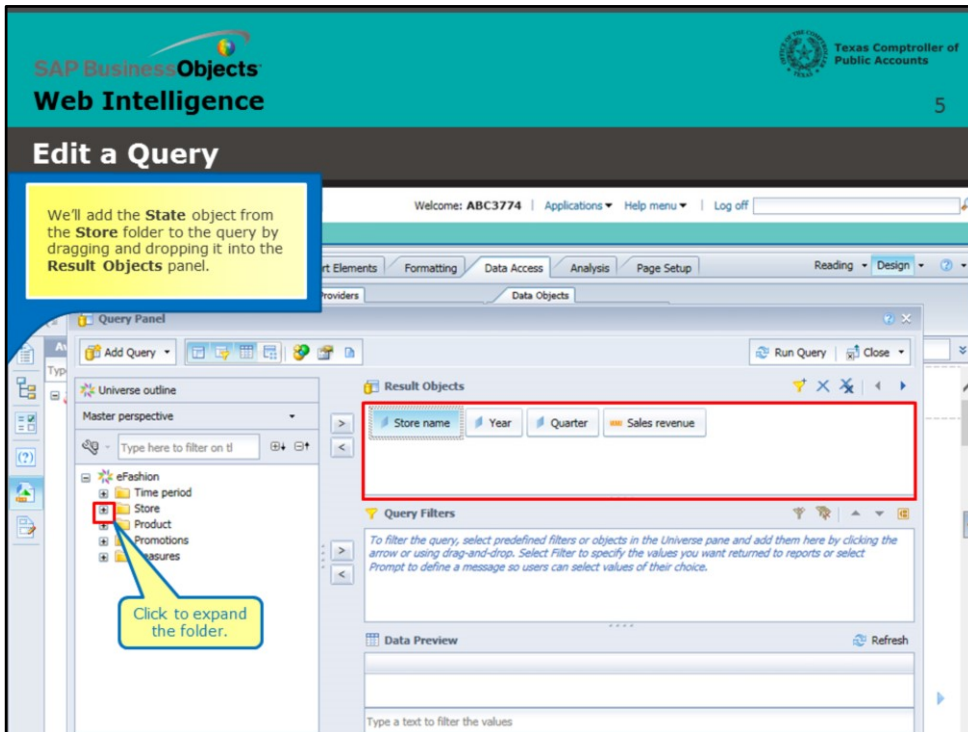 SAP BusinessObjects
Web Intelligence
Texas Comptroller of
Public Accounts
5
Edit a Query
We'll add the State object from
the Store folder to the query by
dragging and dropping it into the
Result Objects panel.
Welcome: ABC3774 | Applications Help menu | Log off
rt Elements Formatting Data Access Analysis Page Setup Reading Design
Providers Data Objects
Query Panel
Add Query Run Query Close
Typ
Universe outline
Result Objects
Master perspective
Store name Year Quarter Sales revenue
Type here to filter on tl
eFashion
Time period
Store
Product
Promotions
easures
Query Filters
To filter the query, select predefined filters or objects in the Universe pane and add them here by clicking the
arrow or using drag-and-drop. Select Filter to specify the values you want returned to reports or select
Prompt to define a message so users can select values of their choice.
Click to expand
the folder.
Data Preview Refresh
Type a text to filter the values